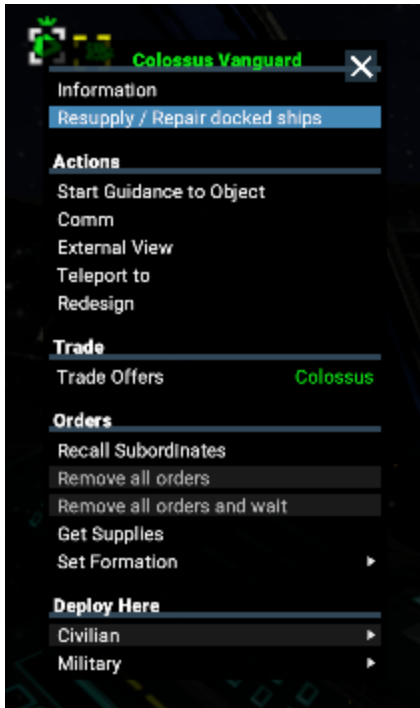 Colossus Vanguard
Information
Resupply / Repair docked ships
Actions
Start Guidance to Object
Comm
External View
Teleport to
Redesign
Trade
Trade Offers Colossus
Orders
Recall Subordinates
Remove all orders
Remove all orders and wait
Get Supplies
Set Formation
Deploy Here
Civilian
Military